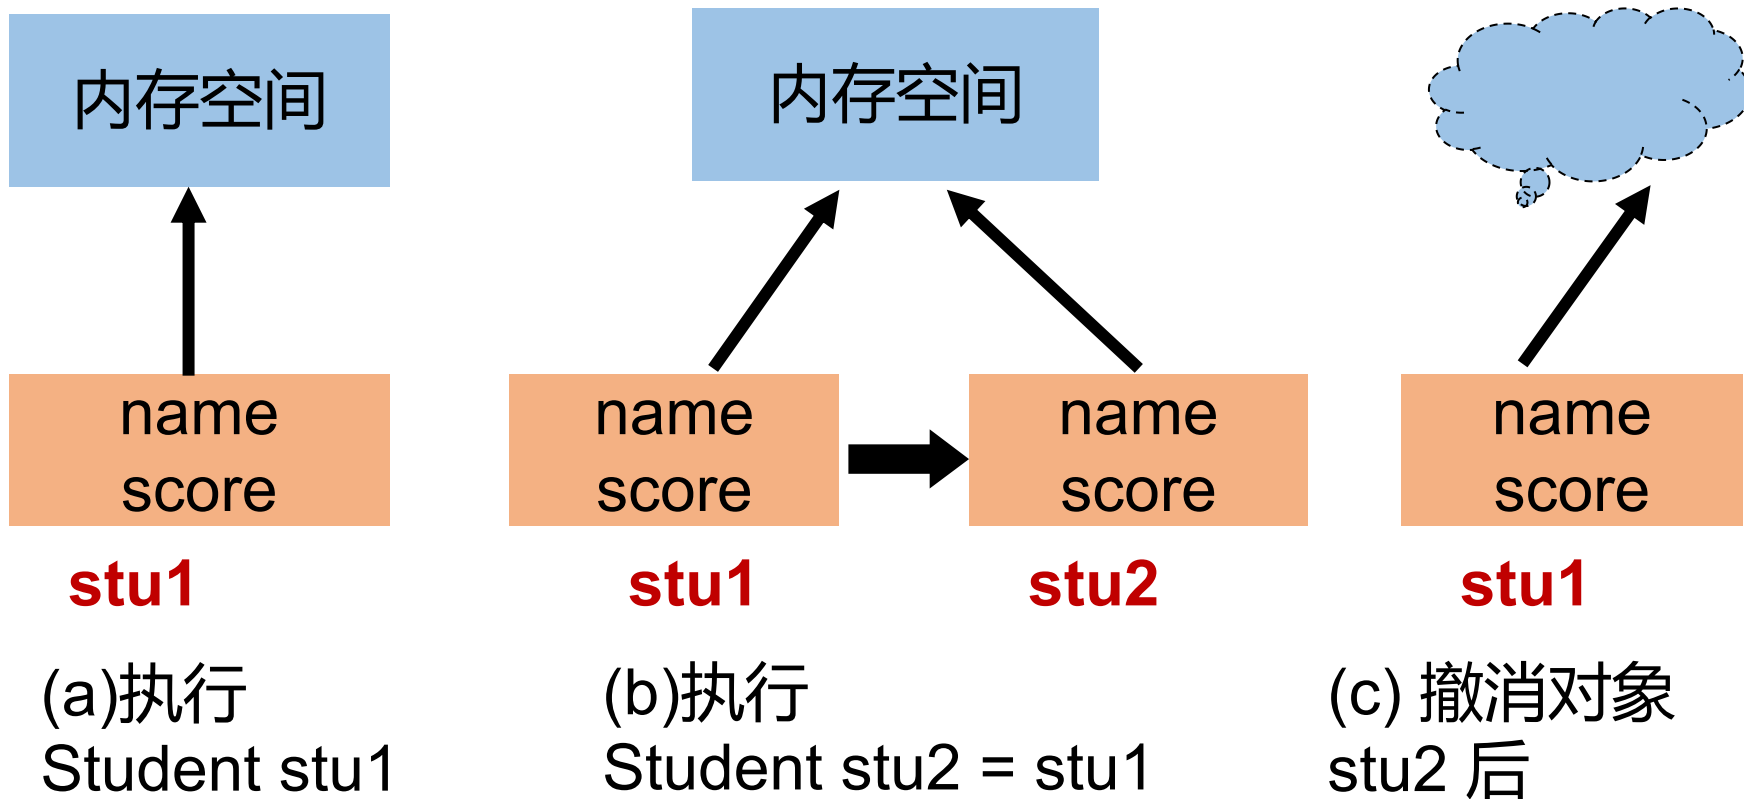 内存空间
name
score
stu1
(a)执行
Student stu1
内存空间
name
score
stu1
name
score
stu2
(b)执行
Student stu2 = stu1
name
score
stu1
(c) 撤消对象
stu2 后